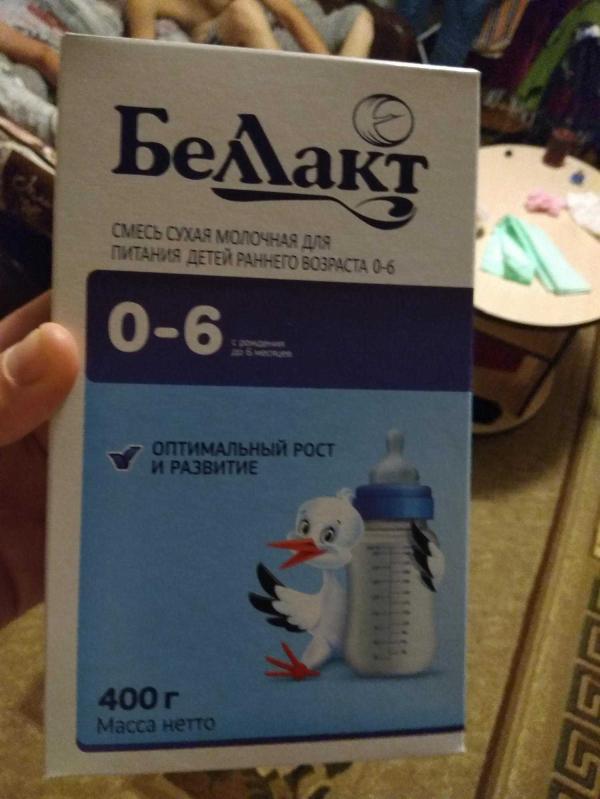 Беллакт
СМЕСЬ СУХАЯ МОЛОЧНАЯ ДЛЯ
ПИТАНИЯ ДЕТЕЙ РАННЕГО ВОЗРАСТА 0-6
0-6
с рождения
до 6 месяцев
ОПТИМАЛЬНЫЙ РОСТ
И РАЗВИТИЕ
400 г
Масса нетто